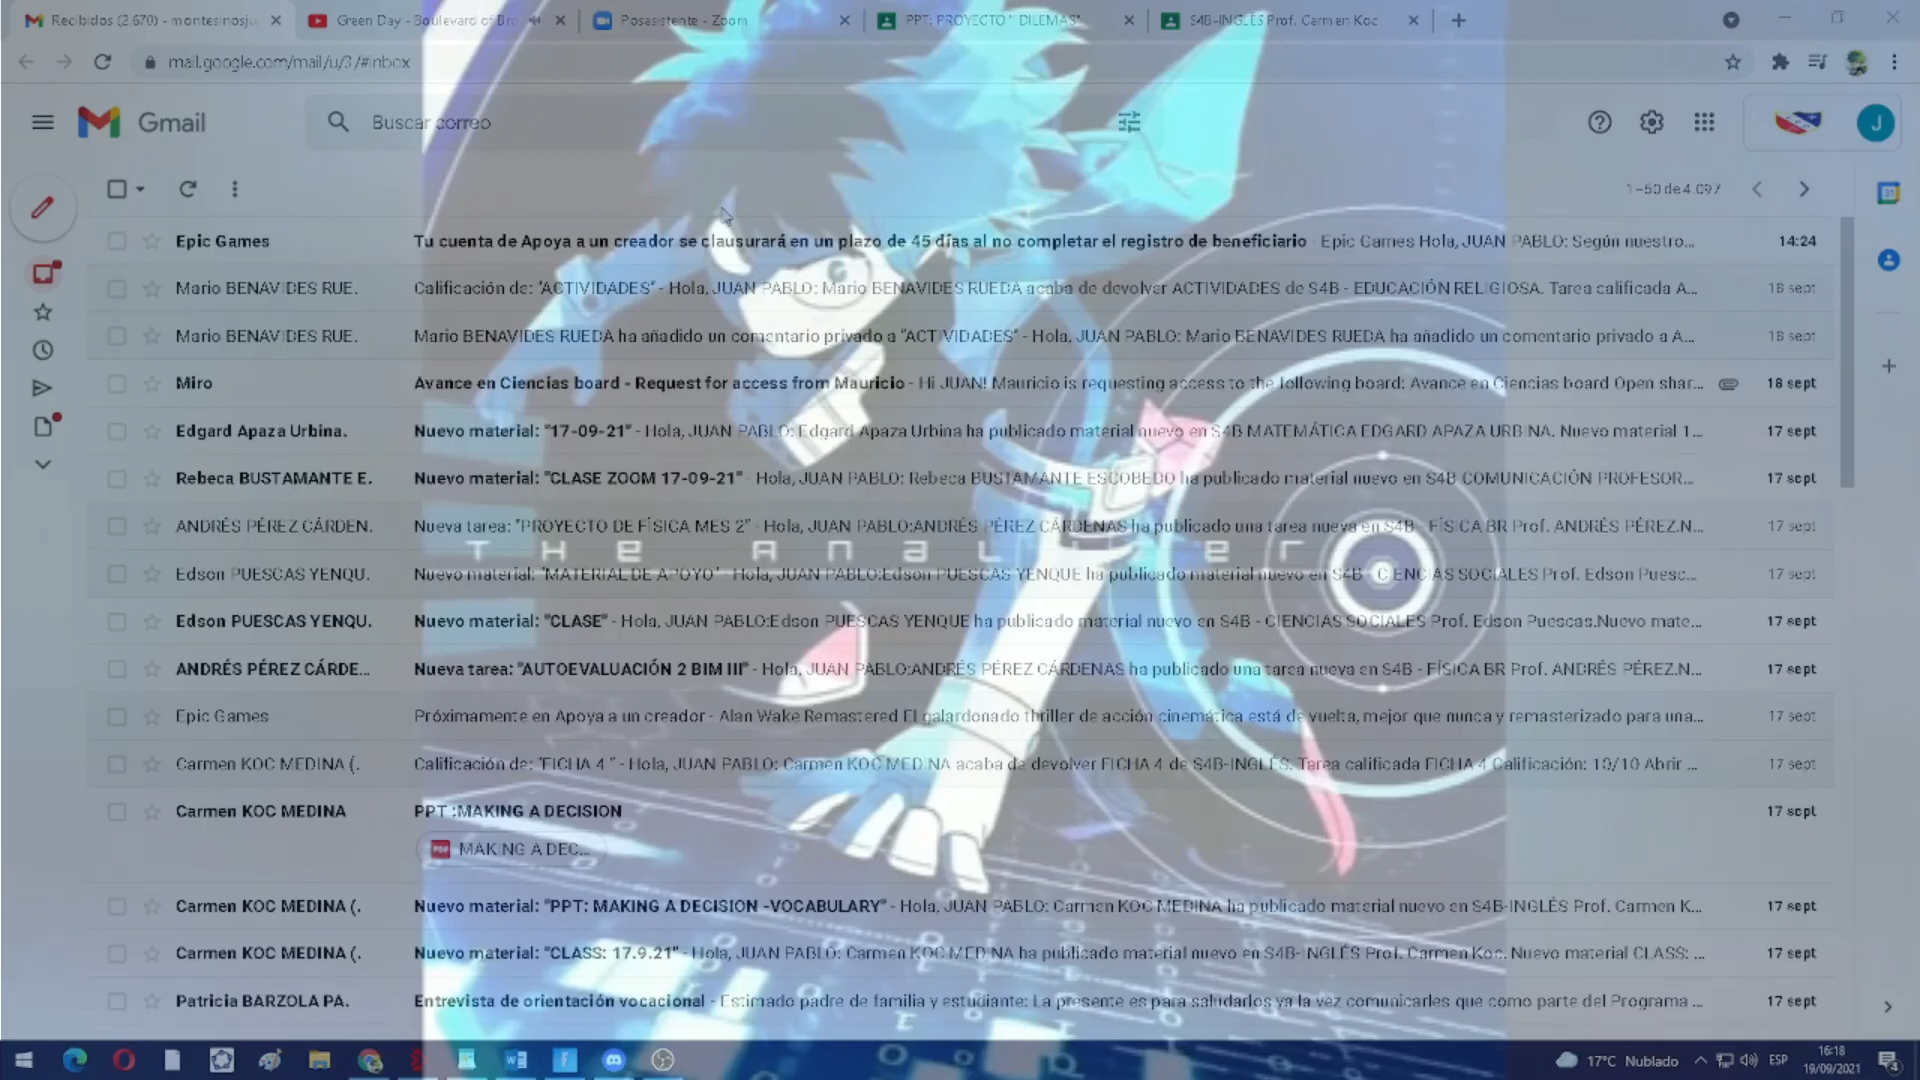 Recibidos (2.670) - montesinosju
Green Day - Boulevard of Bro
Posasistente - Zoom
PPT: PROYECTO " DILEMAS"
S4B-INGLÉS Prof. Carmen Koc
mail.google.com/mail/u/3/#inbox
Gmail
Buscar correo
J
1–50 de 4.097
Epic Games Tu cuenta de Apoya a un creador se clausurará en un plazo de 45 días al no completar el registro de beneficiario - Epic Games Hola, JUAN PABLO: Según nuestro... 14:24
Mario BENAVIDES RUE. Calificación de: "ACTIVIDADES" - Hola, JUAN PABLO: Mario BENAVIDES RUEDA acaba de devolver ACTIVIDADES de S4B - EDUCACIÓN RELIGIOSA. Tarea calificada A... 18 sept
Mario BENAVIDES RUE. Mario BENAVIDES RUEDA ha añadido un comentario privado a "ACTIVIDADES" - Hola, JUAN PABLO: Mario BENAVIDES RUEDA ha añadido un comentario privado a A... 18 sept
Miro Avance en Ciencias board - Request for access from Mauricio - Hi JUAN! Mauricio is requesting access to the following board: Avance en Ciencias board Open shar... 18 sept
Edgard Apaza Urbina. Nuevo material: "17-09-21" - Hola, JUAN PABLO: Edgard Apaza Urbina ha publicado material nuevo en S4B MATEMÁTICA EDGARD APAZA URBINA. Nuevo material 1... 17 sept
Rebeca BUSTAMANTE E. Nuevo material: "CLASE ZOOM 17-09-21" - Hola, JUAN PABLO: Rebeca BUSTAMANTE ESCOBEDO ha publicado material nuevo en S4B COMUNICACIÓN PROFESOR... 17 sept
ANDRÉS PÉREZ CÁRDEN. Nueva tarea: "PROYECTO DE FÍSICA MES 2" - Hola, JUAN PABLO:ANDRÉS PÉREZ CÁRDENAS ha publicado una tarea nueva en S4B - FÍSICA BR Prof. ANDRÉS PÉREZ.N... 17 sept
THE ANALITER
Edson PUESCAS YENQU. Nuevo material: "MATERIAL DE APOYO" - Hola, JUAN PABLO:Edson PUESCAS YENQUE ha publicado material nuevo en S4B - CIENCIAS SOCIALES Prof. Edson Puesc... 17 sept
Edson PUESCAS YENQU. Nuevo material: "CLASE" - Hola, JUAN PABLO:Edson PUESCAS YENQUE ha publicado material nuevo en S4B - CIENCIAS SOCIALES Prof. Edson Puescas.Nuevo mate... 17 sept
ANDRÉS PÉREZ CÁRDE... Nueva tarea: "AUTOEVALUACIÓN 2 BIM III" - Hola, JUAN PABLO:ANDRÉS PÉREZ CÁRDENAS ha publicado una tarea nueva en S4B - FÍSICA BR Prof. ANDRÉS PÉREZ.N... 17 sept
Epic Games Próximamente en Apoya a un creador - Alan Wake Remastered El galardonado thriller de acción cinemática está de vuelta, mejor que nunca y remasterizado para una... 17 sept
Carmen KOC MEDINA (. Calificación de: "FICHA 4 " - Hola, JUAN PABLO: Carmen KOC MEDINA acaba de devolver FICHA 4 de S4B-INGLÉS. Tarea calificada FICHA 4 Calificación: 10/10 Abrir ... 17 sept
Carmen KOC MEDINA PPT :MAKING A DECISION 17 sept
PDF MAKING A DEC...
Carmen KOC MEDINA (. Nuevo material: "PPT: MAKING A DECISION -VOCABULARY" - Hola, JUAN PABLO: Carmen KOC MEDINA ha publicado material nuevo en S4B-INGLÉS Prof. Carmen K... 17 sept
Carmen KOC MEDINA (. Nuevo material: "CLASS: 17.9.21" - Hola, JUAN PABLO: Carmen KOC MEDINA ha publicado material nuevo en S4B-INGLÉS Prof. Carmen Koc. Nuevo material CLASS: ... 17 sept
Patricia BARZOLA PA. Entrevista de orientación vocacional - Estimado padre de familia y estudiante: La presente es para saludarlos ya la vez comunicarles que como parte del Programa ... 17 sept
17°C Nublado
ESP
16:18
19/09/2021
4